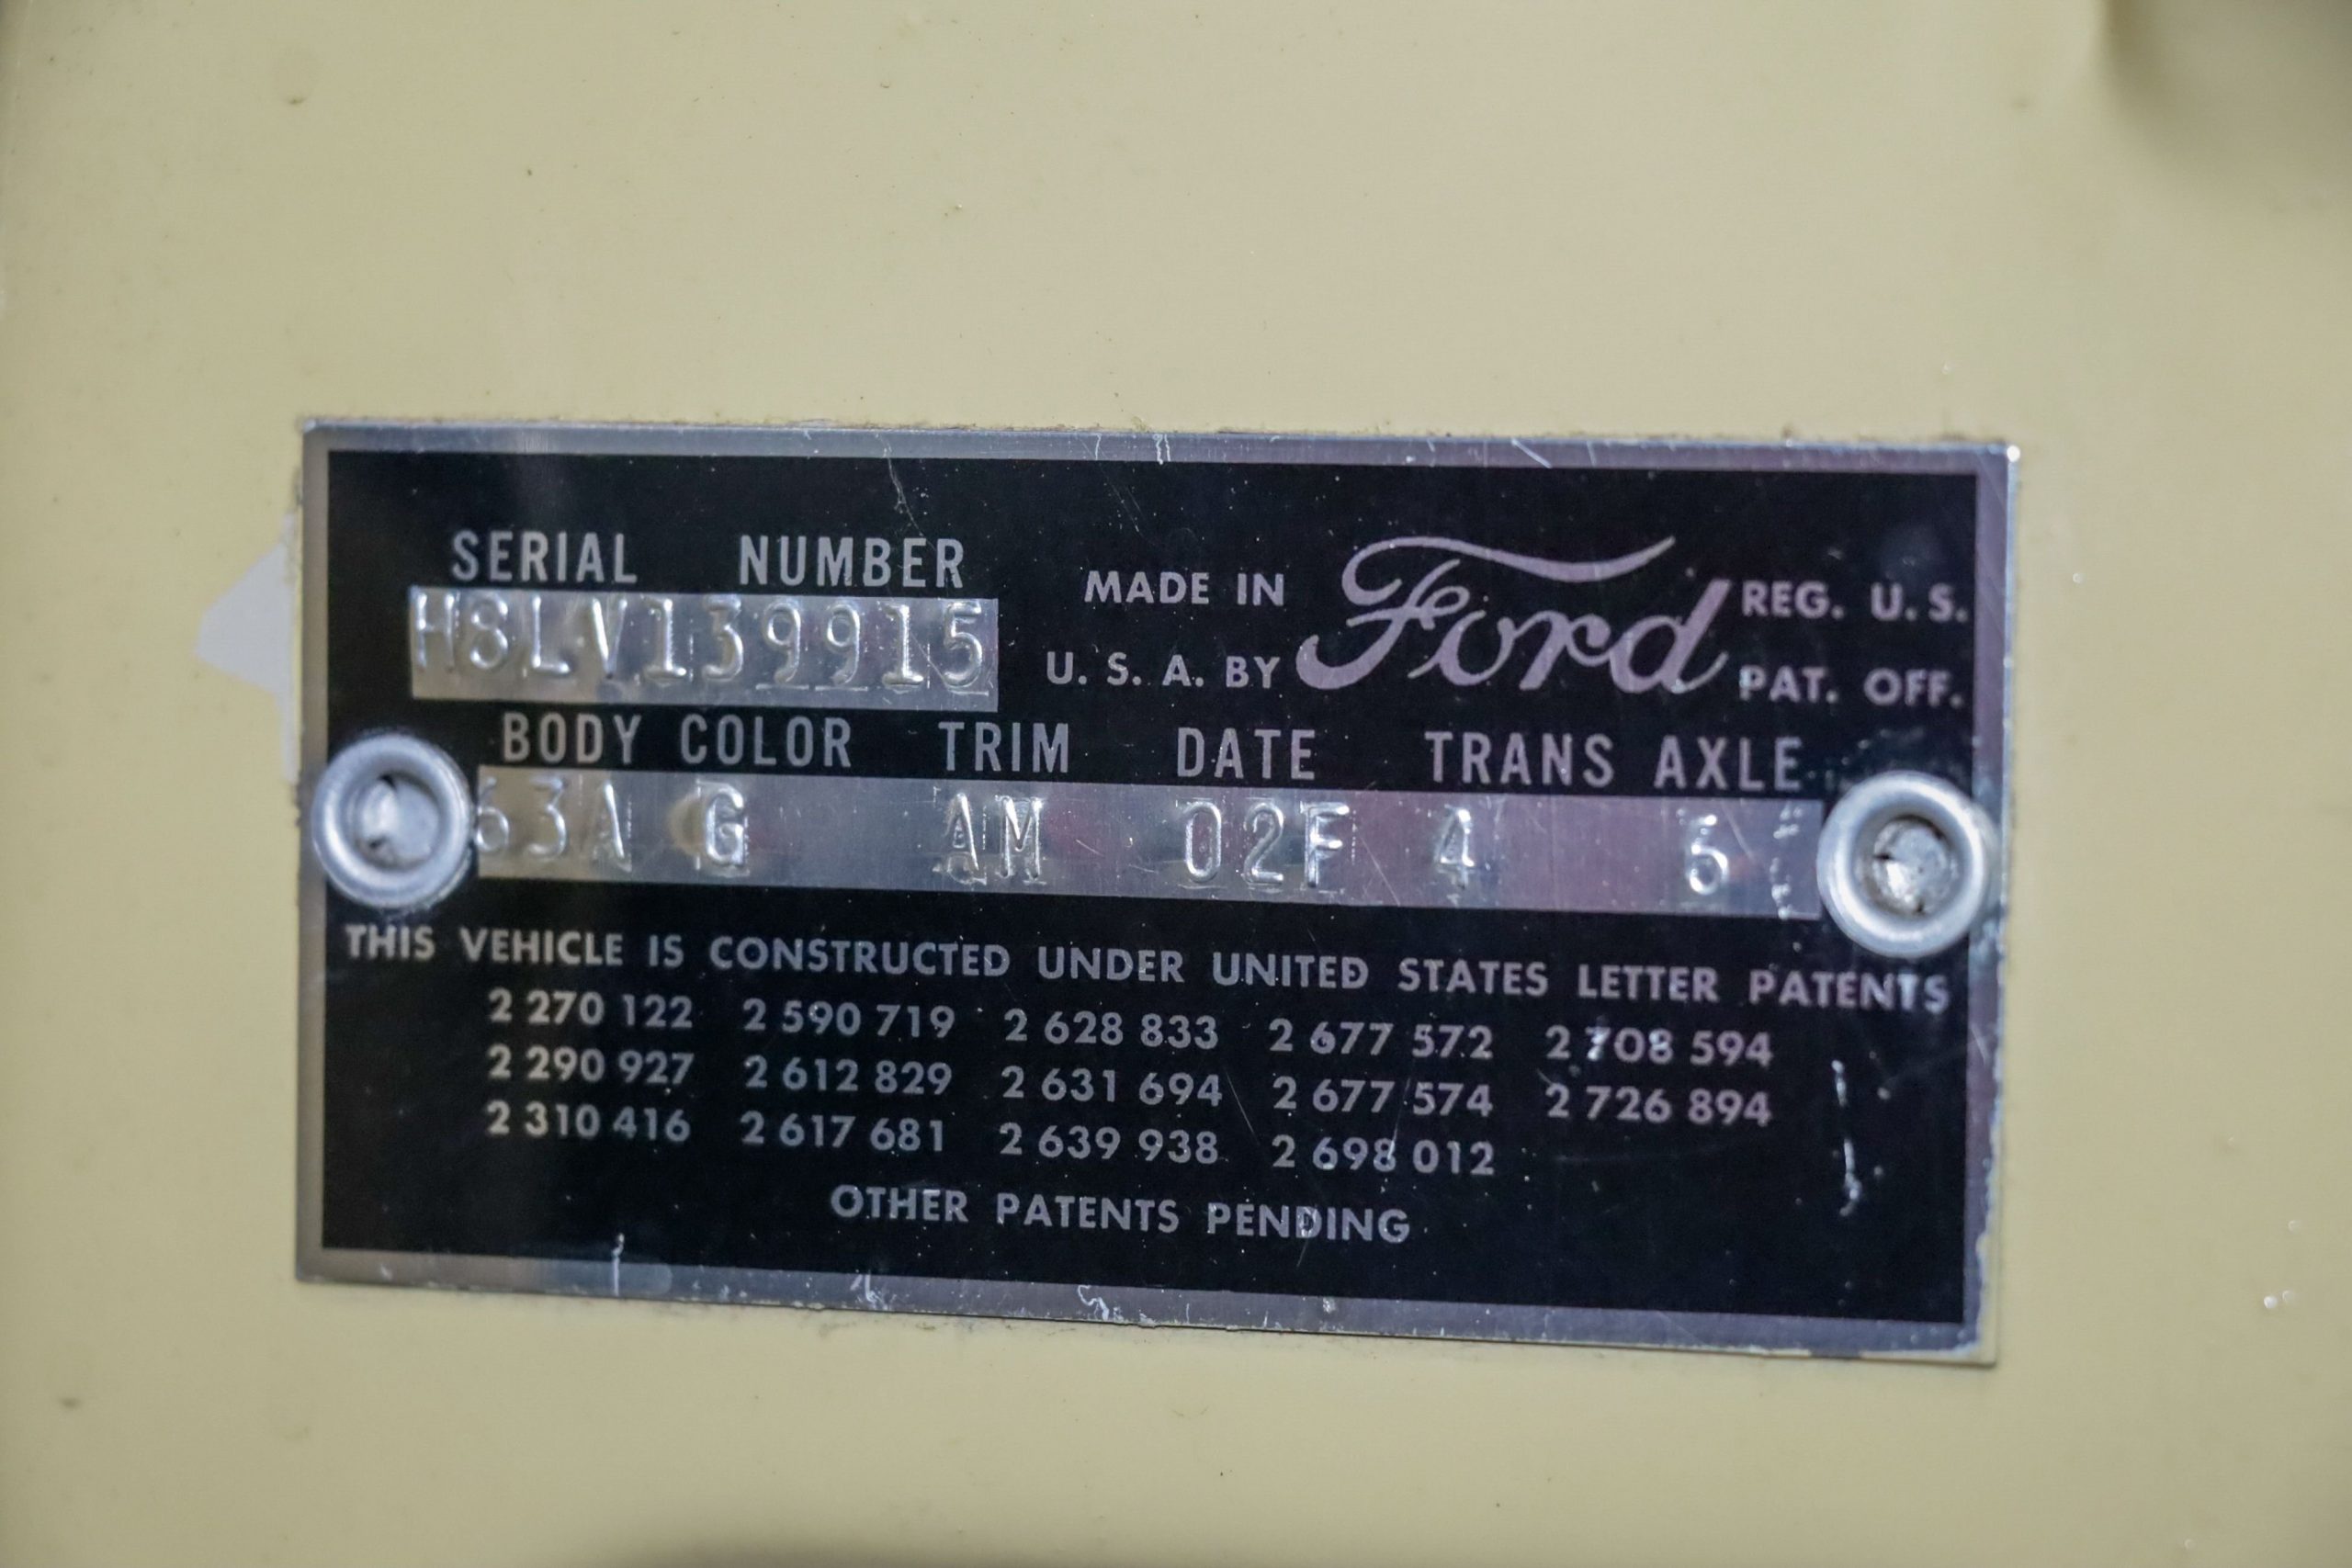 SERIAL NUMBER
H8LV139915
MADE IN
U. S. A. BY
Ford
REG. U. S.
PAT. OFF.
BODY COLOR TRIM DATE TRANS AXLE
63A G AM 02F 4 6
THIS VEHICLE IS CONSTRUCTED UNDER UNITED STATES LETTER PATENTS
2 270 122 2 590 719 2 628 833 2 677 572 2 708 594
2 290 927 2 612 829 2 631 694 2 677 574 2 726 894
2 310 416 2 617 681 2 639 938 2 698 012
OTHER PATENTS PENDING